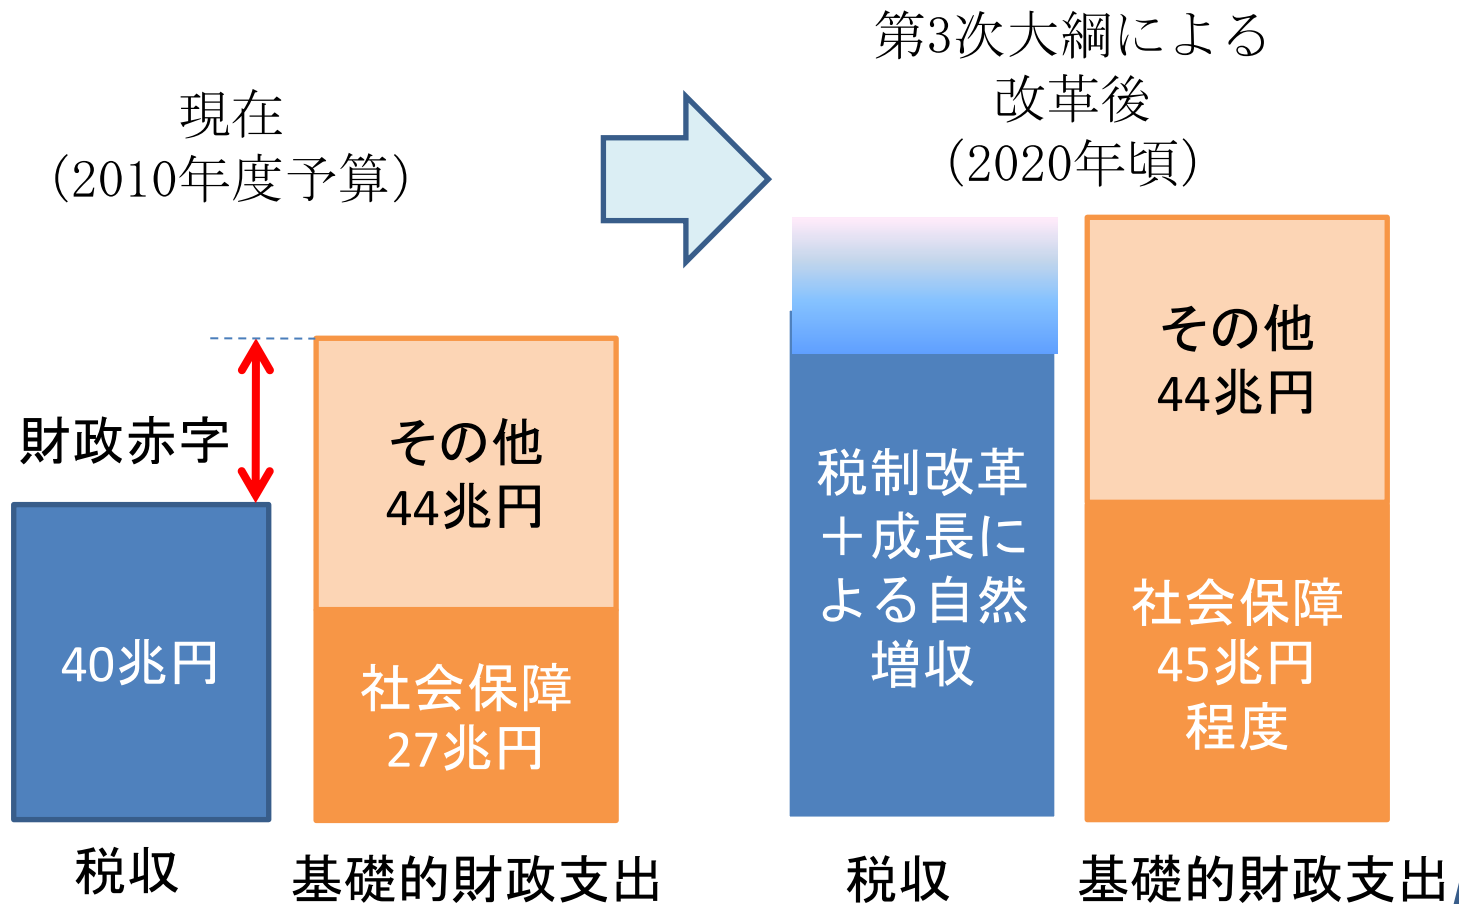 現在
（2010年度予算）
第3次大綱による
改革後
（2020年頃）
財政赤字
40兆円
その他
44兆円
社会保障
27兆円
税制改革
＋成長に
よる自然
増収
その他
44兆円
社会保障
45兆円
程度
税収
基礎的財政支出
税収
基礎的財政支出